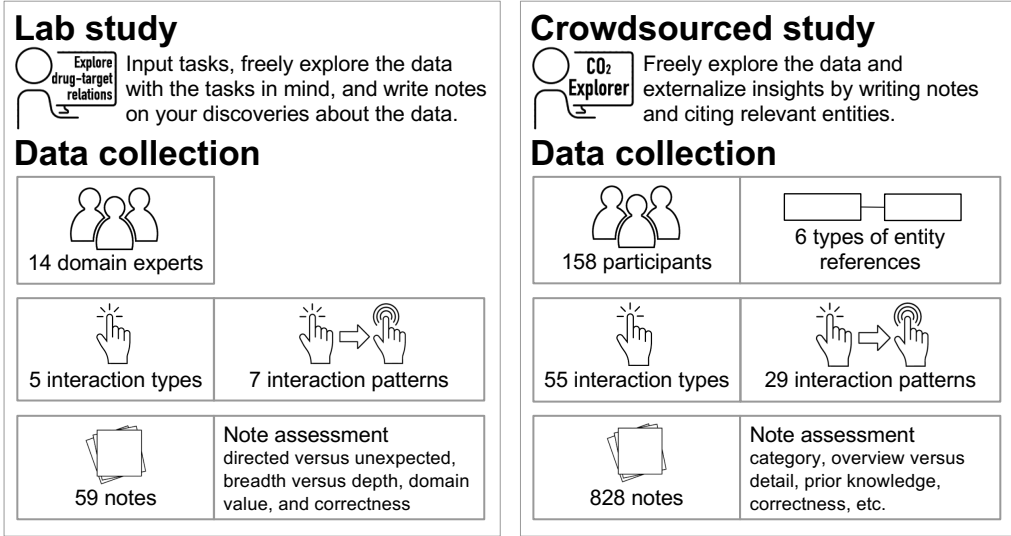 Lab study
Explore
drug-target
relations
Input tasks, freely explore the data
with the tasks in mind, and write notes
on your discoveries about the data.
Data collection
14 domain experts
5 interaction types
7 interaction patterns
59 notes
Note assessment
directed versus unexpected,
breadth versus depth, domain
value, and correctness
Crowdsourced study
CO₂
Explorer
Freely explore the data and
externalize insights by writing notes
and citing relevant entities.
Data collection
158 participants
6 types of entity
references
55 interaction types
29 interaction patterns
828 notes
Note assessment
category, overview versus
detail, prior knowledge,
correctness, etc.